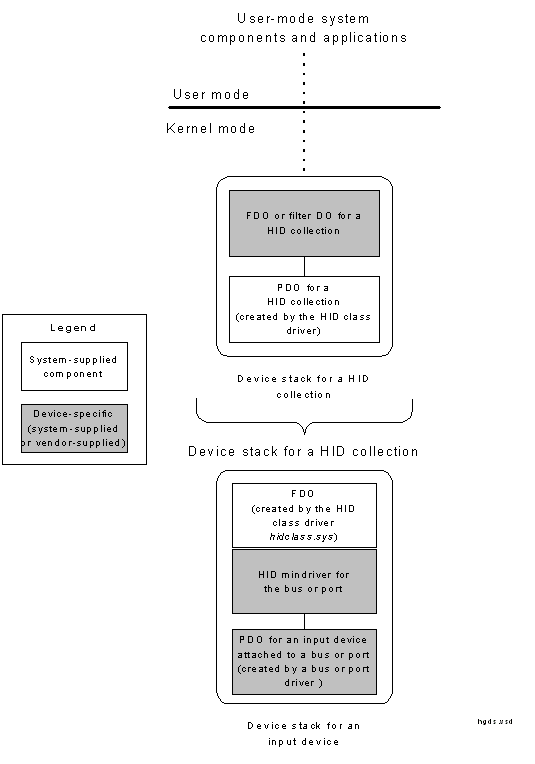 User-mode system
components and applications
User mode
Kernel mode
FDO or filter DO for a
HID collection
PDO for a
HID collection
(created by the HID class
driver)
Legend
System-supplied
component
Device-specific
(system-supplied
or vendor-supplied)
Device stack for a HID
collection
Device stack for a HID collection
FDO
(created by the HID
class driver
hidclass.sys)
HID mindriver for
the bus or port
PDO for an input device
attached to a bus or port
(created by a bus or port
driver )
Device stack for an
input device
hgds.vsd